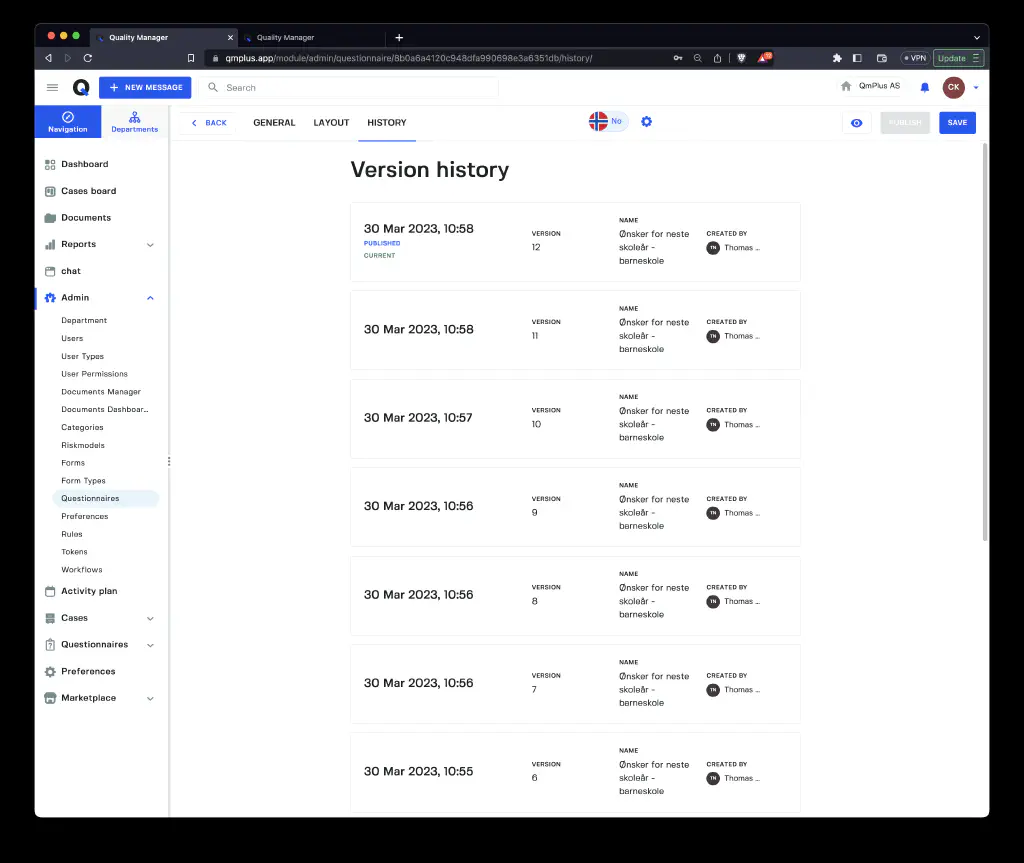 Quality Manager
Quality Manager
qmplus.app/module/admin/questionnaire/8b0a6a4120c948dfa990698e3a6351db/history/
VPN
Update
NEW MESSAGE
Search
QmPlus AS
CK
Navigation
Departments
BACK
GENERAL
LAYOUT
HISTORY
No
PUBLISH
SAVE
Dashboard
Cases board
Documents
Reports
chat
Admin
Department
Users
User Types
User Permissions
Documents Manager
Documents Dashboar...
Categories
Riskmodels
Forms
Form Types
Questionnaires
Preferences
Rules
Tokens
Workflows
Activity plan
Cases
Questionnaires
Preferences
Marketplace
Version history
30 Mar 2023, 10:58
PUBLISHED
CURRENT
VERSION
12
NAME
Ønsker for neste
skoleår -
barneskole
CREATED BY
TN Thomas ...
30 Mar 2023, 10:58
VERSION
11
NAME
Ønsker for neste
skoleår -
barneskole
CREATED BY
TN Thomas ...
30 Mar 2023, 10:57
VERSION
10
NAME
Ønsker for neste
skoleår -
barneskole
CREATED BY
TN Thomas ...
30 Mar 2023, 10:56
VERSION
9
NAME
Ønsker for neste
skoleår -
barneskole
CREATED BY
TN Thomas ...
30 Mar 2023, 10:56
VERSION
8
NAME
Ønsker for neste
skoleår -
barneskole
CREATED BY
TN Thomas ...
30 Mar 2023, 10:56
VERSION
7
NAME
Ønsker for neste
skoleår -
barneskole
CREATED BY
TN Thomas ...
30 Mar 2023, 10:55
VERSION
6
NAME
Ønsker for neste
skoleår -
barneskole
CREATED BY
TN Thomas ...